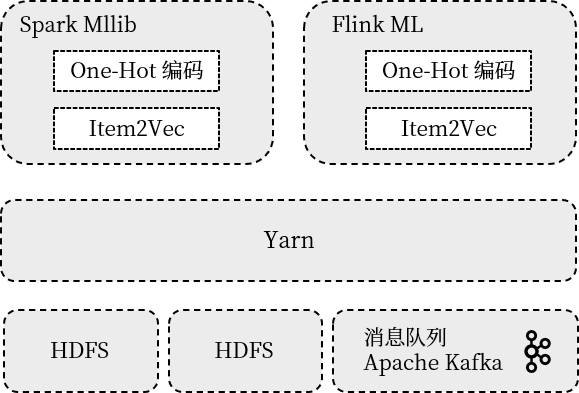 Spark Mllib
One-Hot 编码
Item2Vec
Flink ML
One-Hot 编码
Item2Vec
Yarn
HDFS
HDFS
消息队列
Apache Kafka